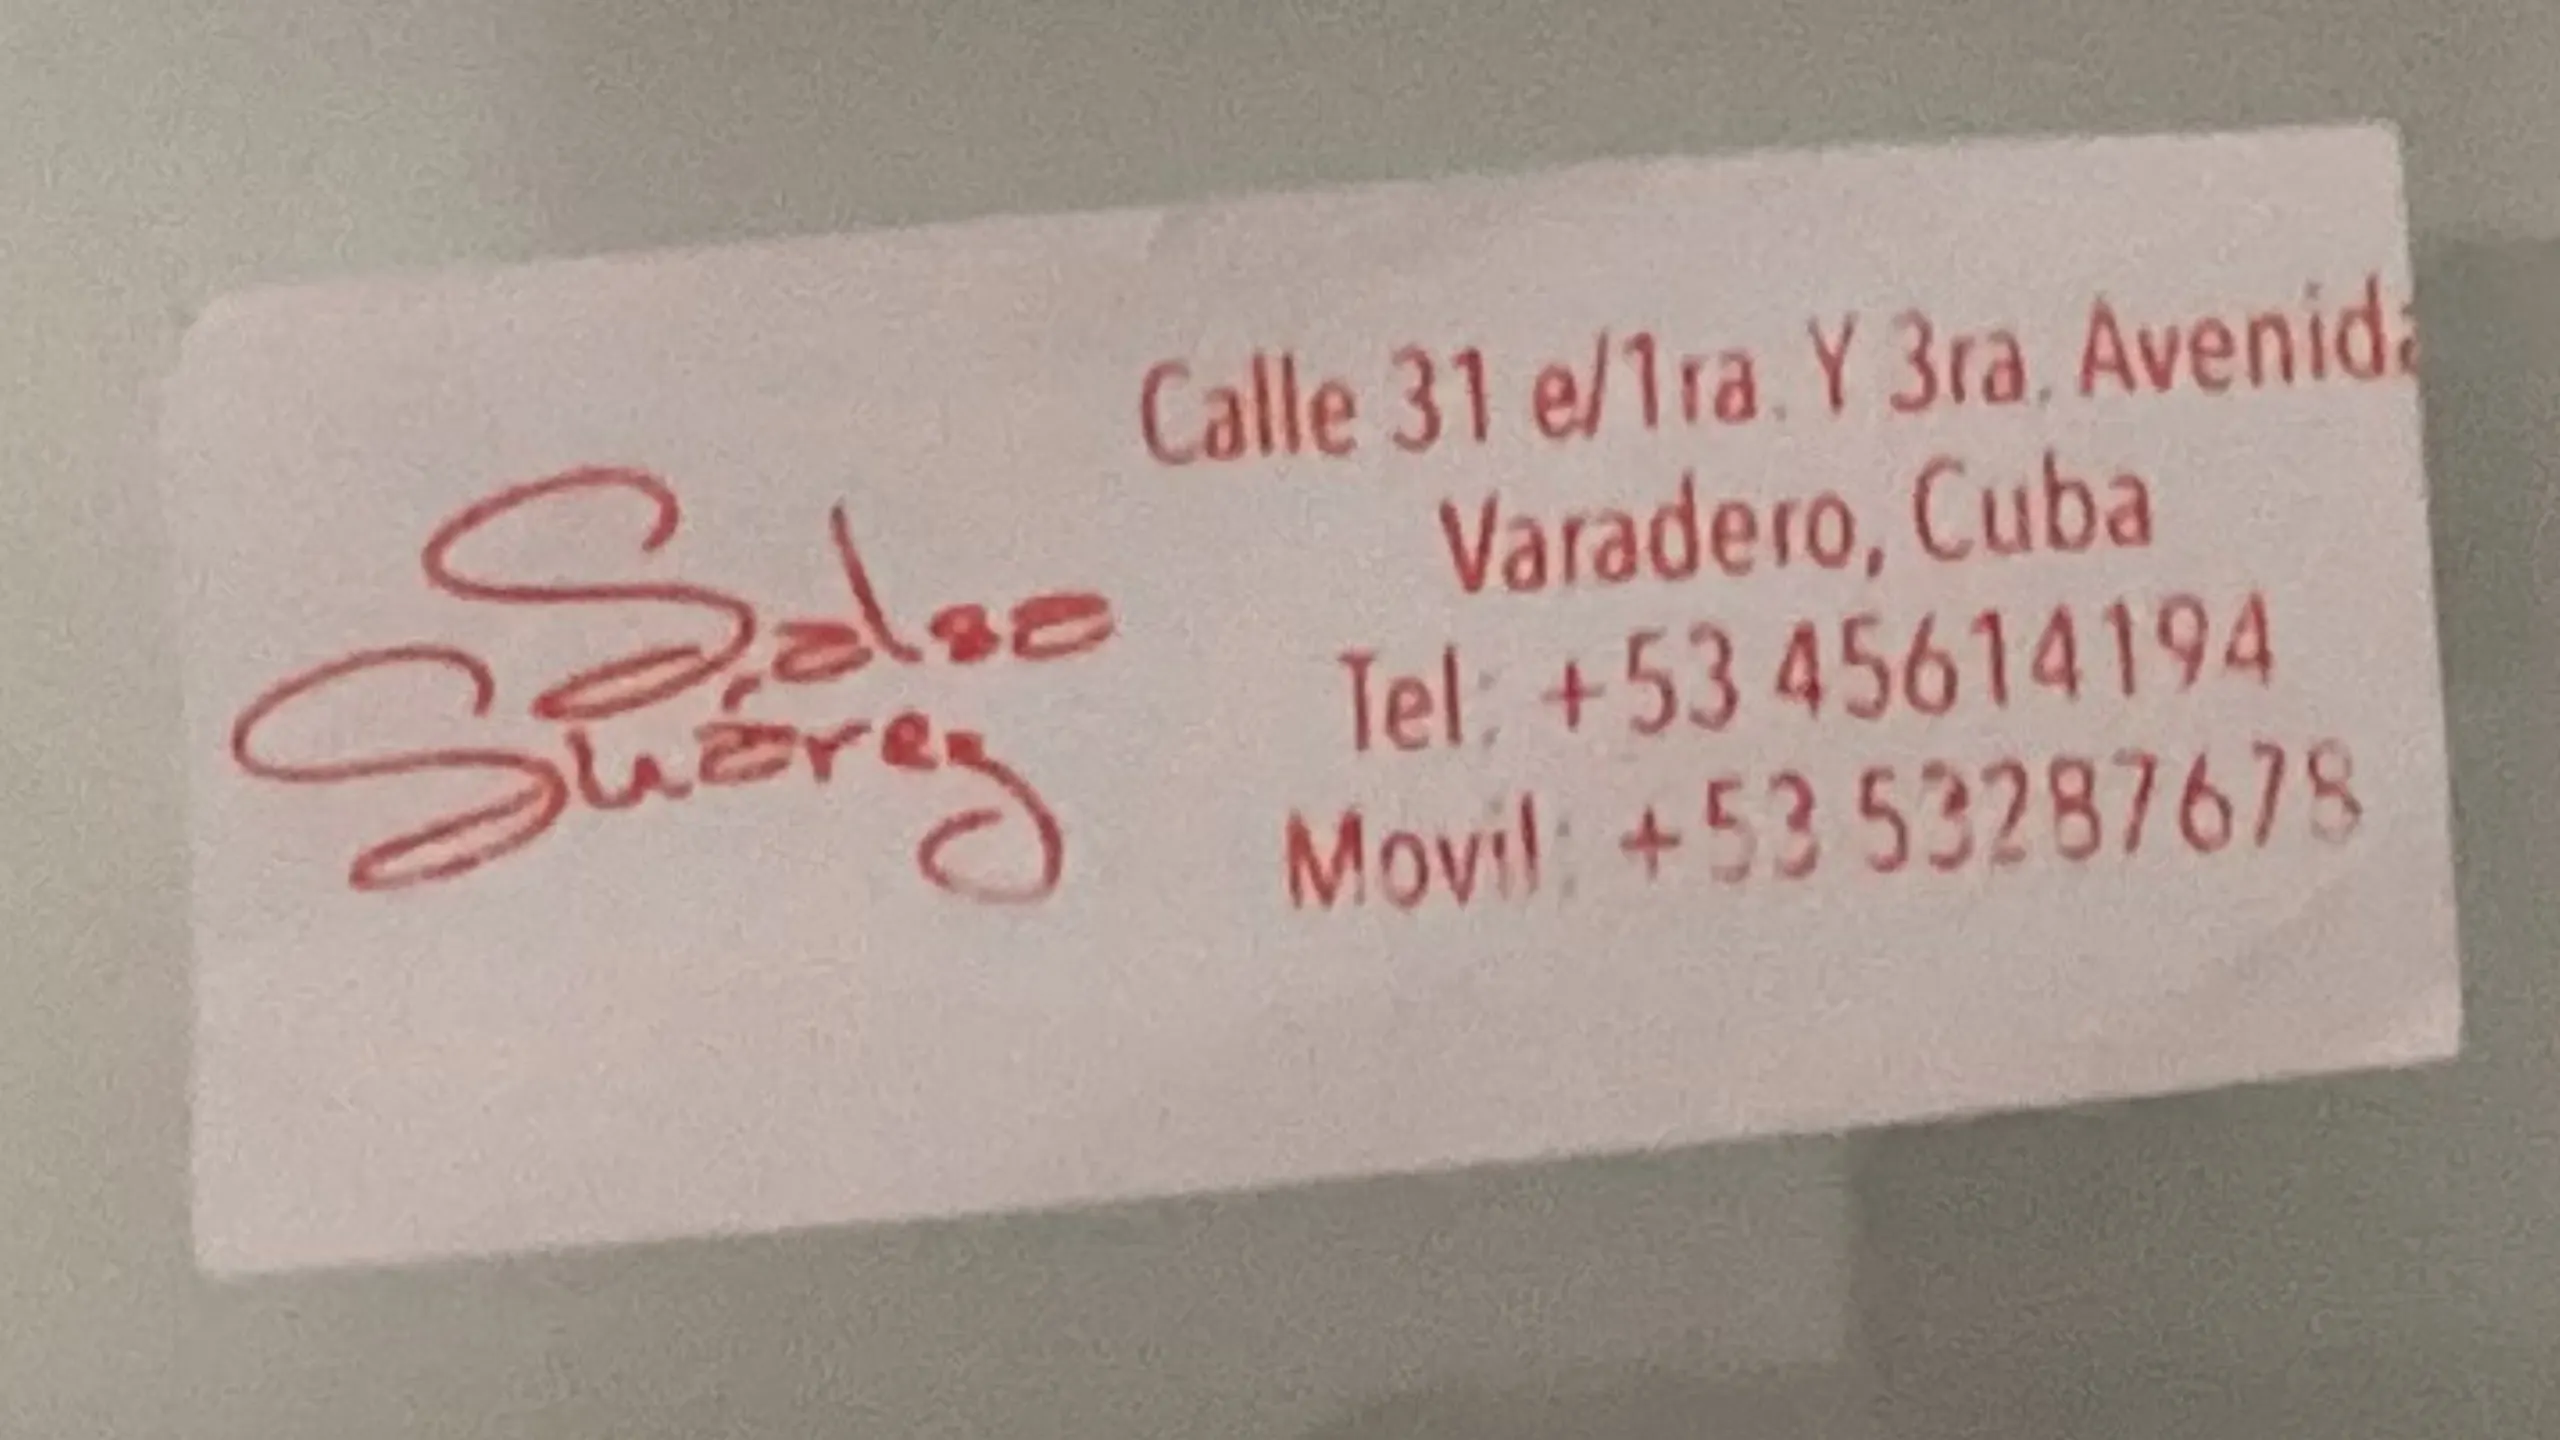 Salsa
Suárez
Calle 31 e/1ra. Y 3ra. Avenida
Varadero, Cuba
Tel: +53 45614194
Movil: +53 53287678